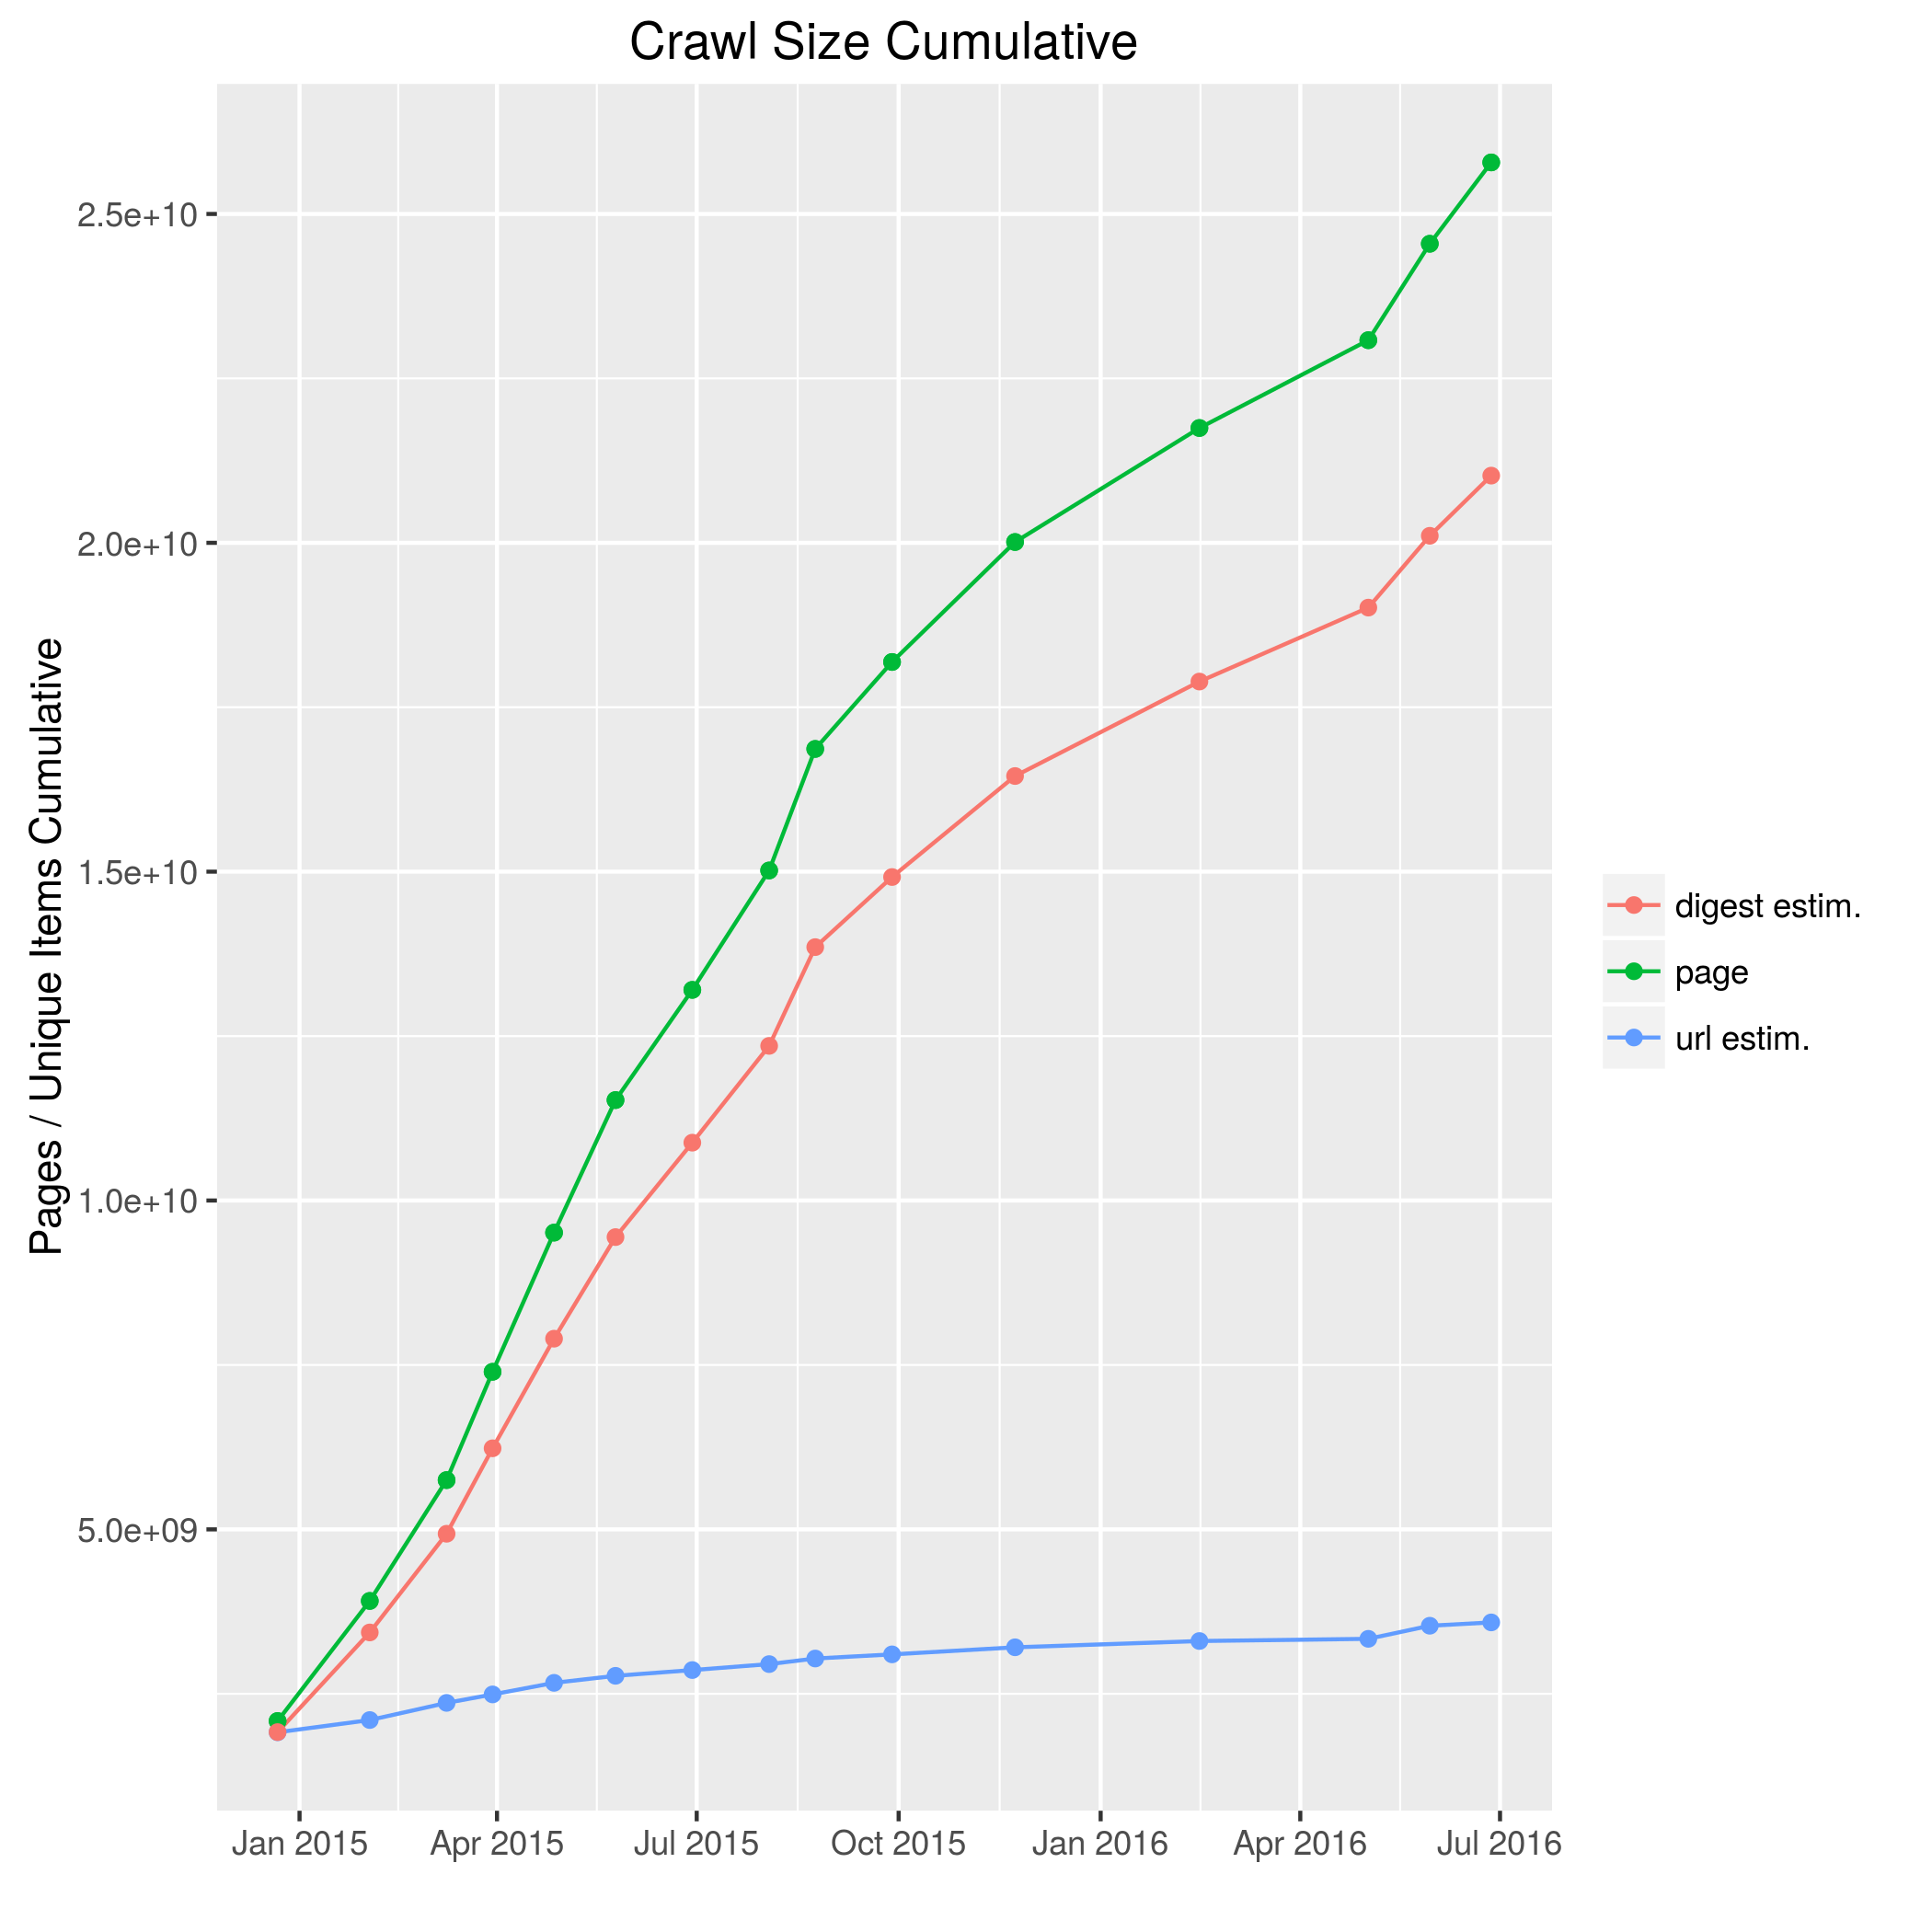 Crawl Size Cumulative
Pages / Unique Items Cumulative
2.5e+10
2.0e+10
1.5e+10
1.0e+10
5.0e+09
Jan 2015 Apr 2015 Jul 2015 Oct 2015 Jan 2016 Apr 2016 Jul 2016
digest estim.
page
url estim.